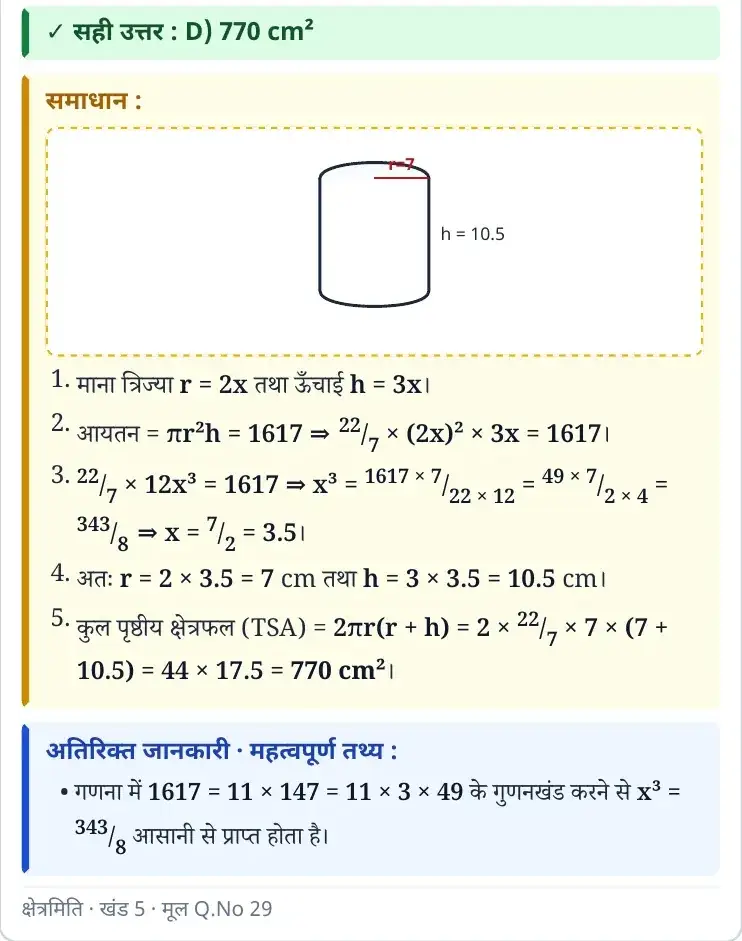 ✓ सही उत्तर : D) 770 cm²
समाधान :
r=7
h = 10.5
1. माना त्रिज्या r = 2x तथा ऊँचाई h = 3x।
2. आयतन = πr²h = 1617 ⇒ ²²/₇ × (2x)² × 3x = 1617।
3. ²²/₇ × 12x³ = 1617 ⇒ x³ = ¹⁶¹⁷ ˣ ⁷/₂₂ ₓ ₁₂ = ⁴⁹ ˣ ⁷/₂ ₓ ₄ =
³⁴³/₈ ⇒ x = ⁷/₂ = 3.5।
4. अतः r = 2 × 3.5 = 7 cm तथा h = 3 × 3.5 = 10.5 cm।
5. कुल पृष्ठीय क्षेत्रफल (TSA) = 2πr(r + h) = 2 × ²²/₇ × 7 × (7 +
10.5) = 44 × 17.5 = 770 cm²।
अतिरिक्त जानकारी · महत्वपूर्ण तथ्य :
• गणना में 1617 = 11 × 147 = 11 × 3 × 49 के गुणनखंड करने से x³ =
³⁴³/₈ आसानी से प्राप्त होता है।
क्षेत्रमिति · खंड 5 · मूल Q.No 29